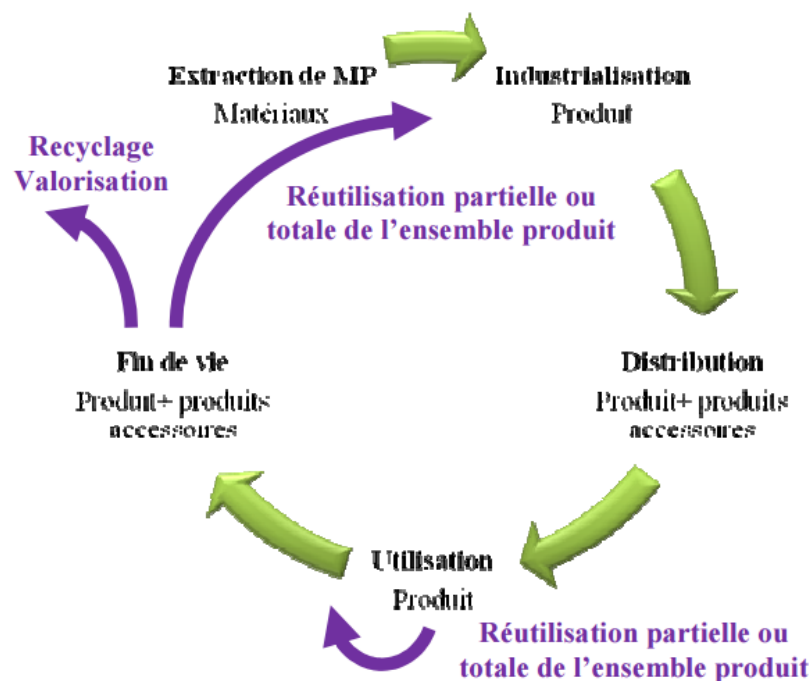 Extraction de MP
Matériaux
Industrialisation
Produit
Recyclage
Valorisation
Réutilisation partielle ou
totale de l'ensemble produit
Fin de vie
Produit+ produits
accessoires
Distribution
Produit+ produits
accessoires
Utilisation
Produit
Réutilisation partielle ou
totale de l'ensemble produit